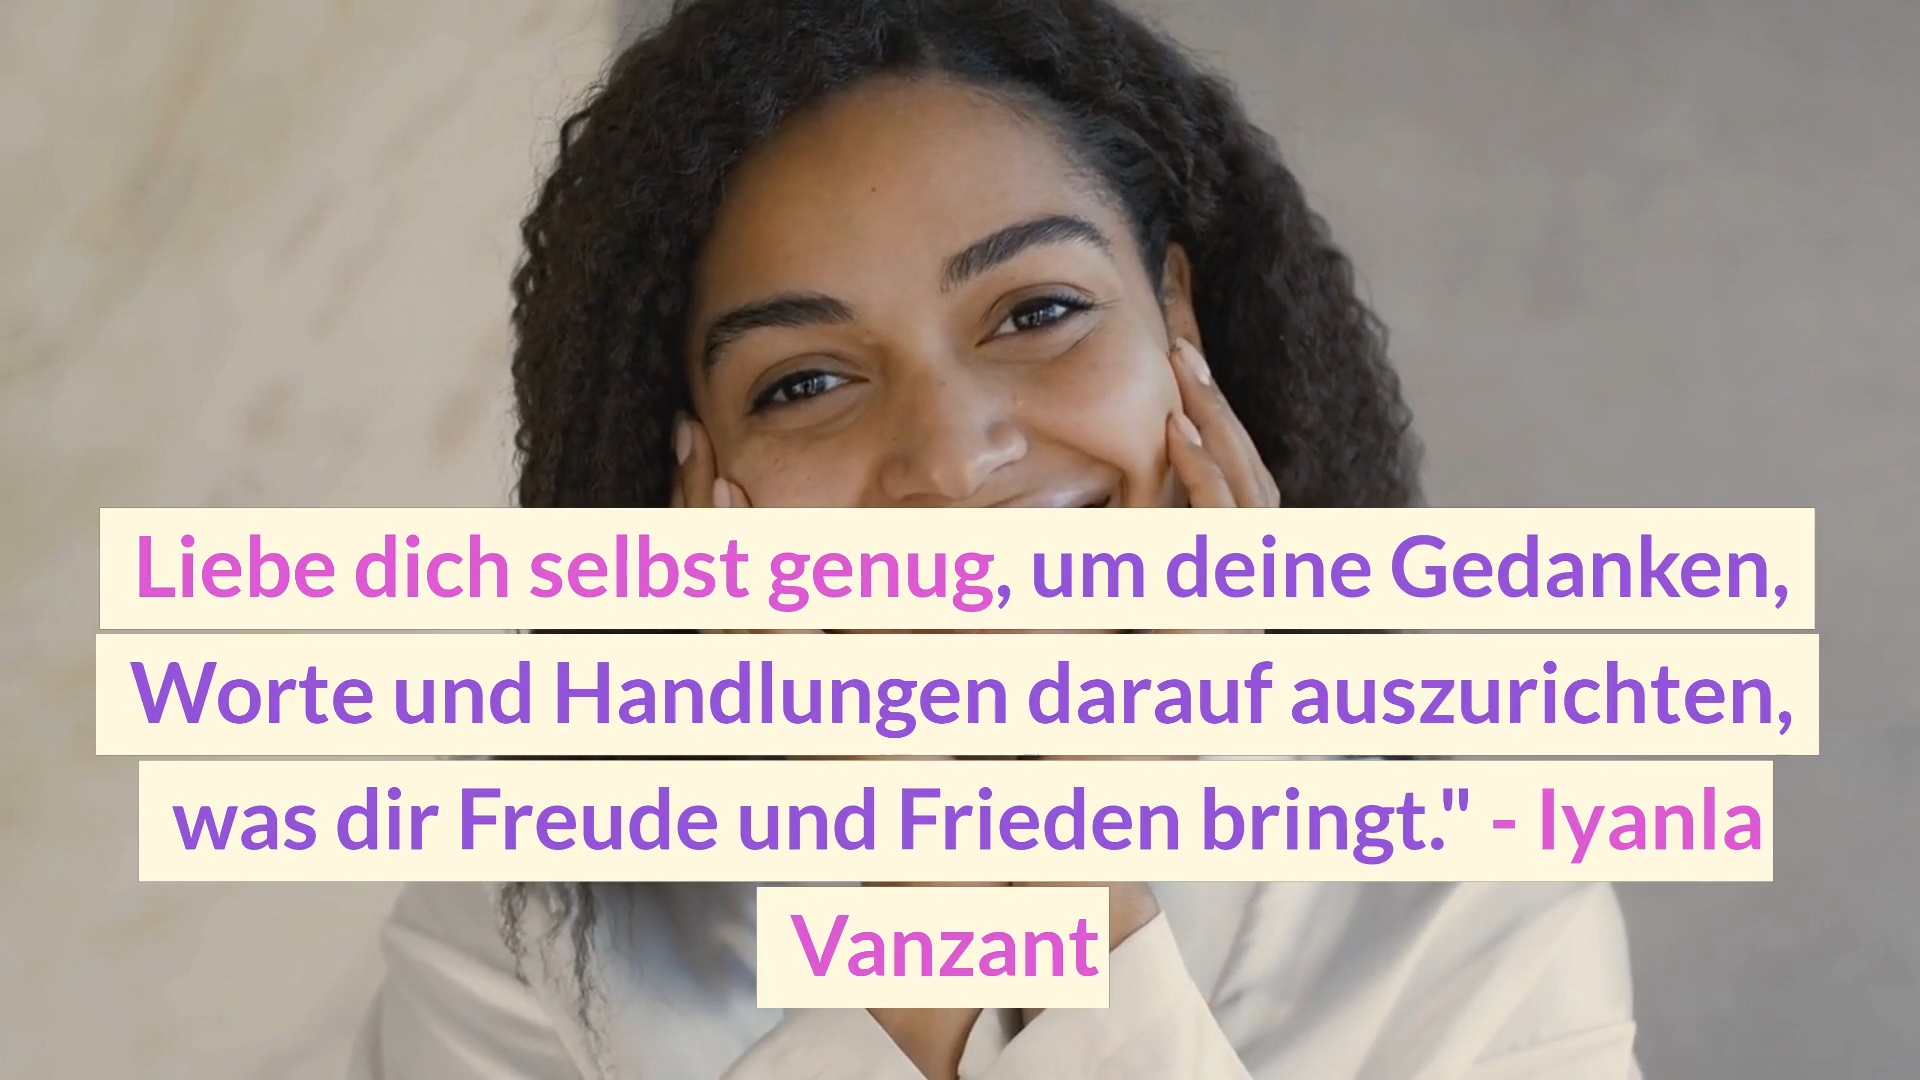 Liebe dich selbst genug, um deine Gedanken,
Worte und Handlungen darauf auszurichten,
was dir Freude und Frieden bringt." - Iyanla
Vanzant